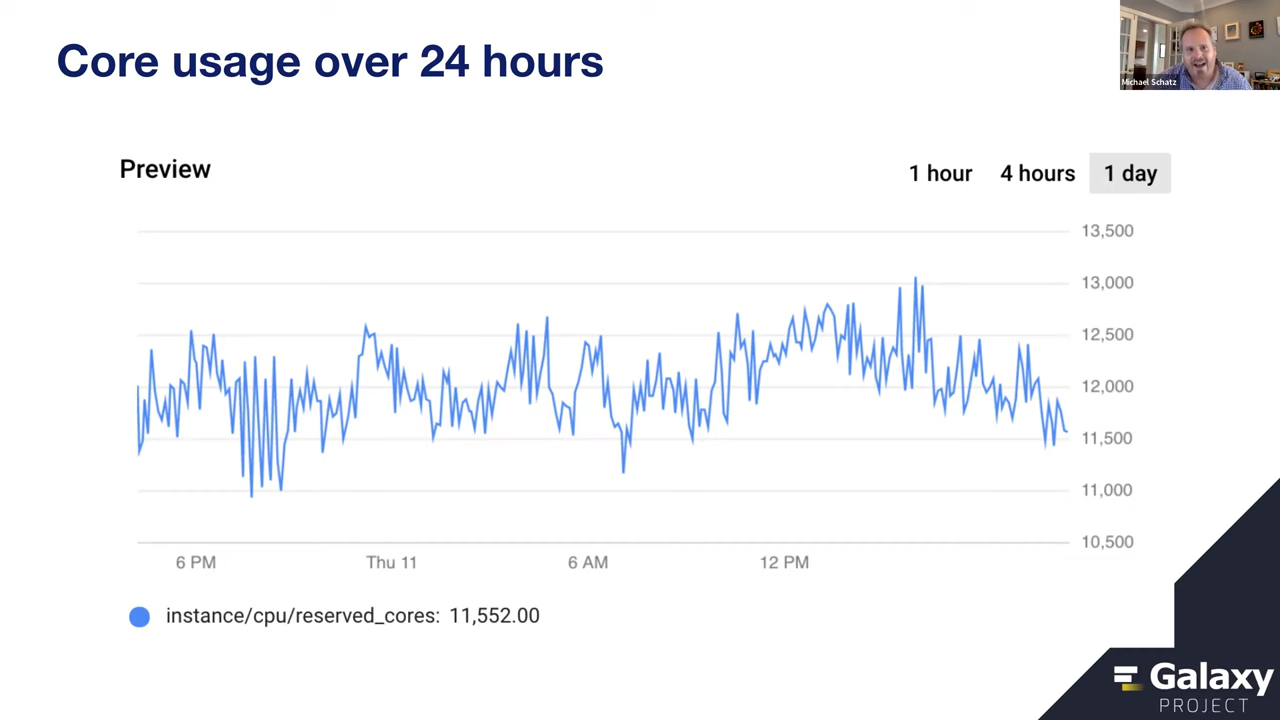 Core usage over 24 hours
Michael Schatz
Preview
1 hour 4 hours 1 day
13,500
13,000
12,500
12,000
11,500
11,000
10,500
6 PM Thu 11 6 AM 12 PM
instance/cpu/reserved_cores: 11,552.00
Galaxy
PROJECT